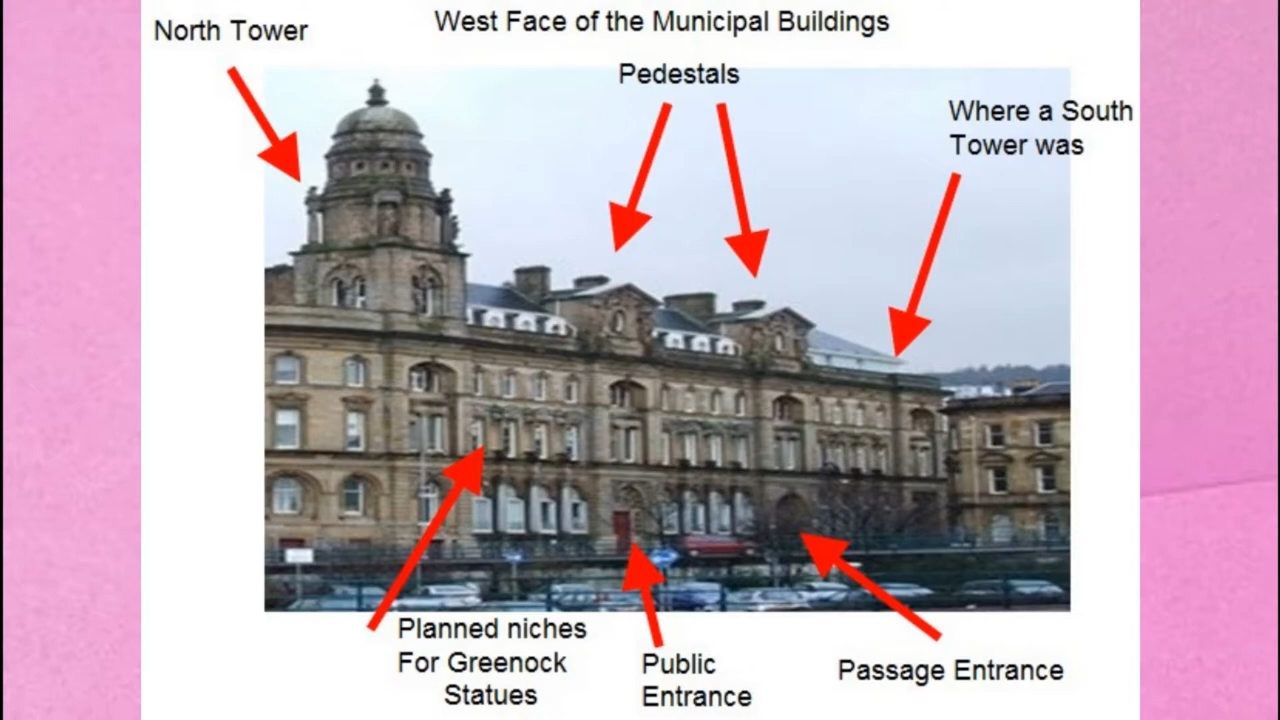 West Face of the Municipal Buildings
North Tower
Pedestals
Where a South
Tower was
Planned niches
For Greenock
Statues
Public
Entrance
Passage Entrance